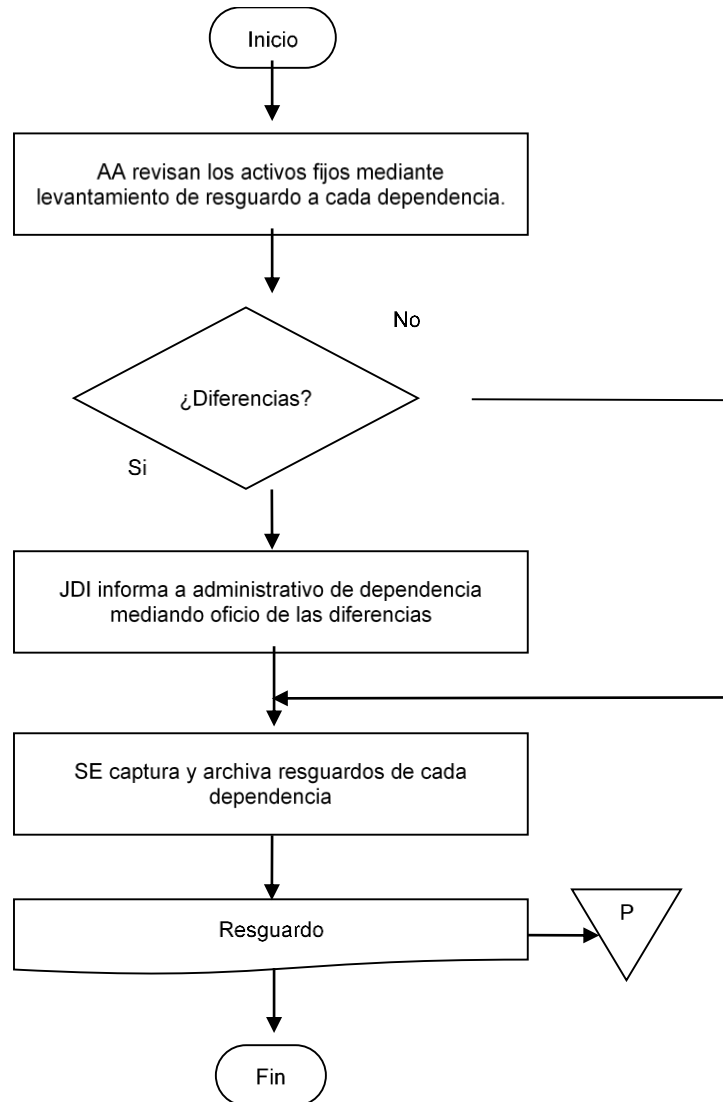 Inicio
AA revisan los activos fijos mediante
levantamiento de resguardo a cada dependencia.
No
¿Diferencias?
Si
JDI informa a administrativo de dependencia
mediando oficio de las diferencias
SE captura y archiva resguardos de cada
dependencia
Resguardo
P
Fin